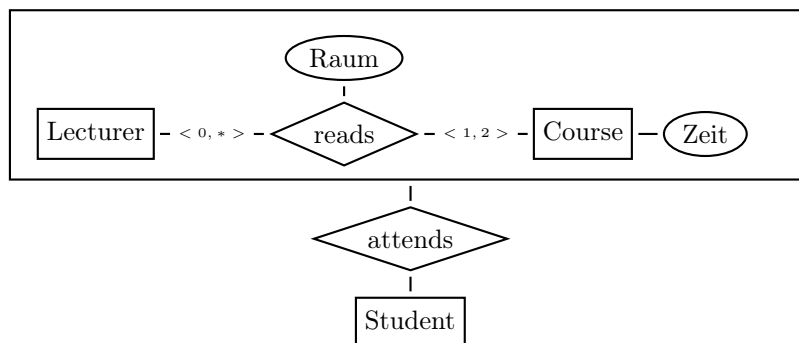 Raum
Lecturer < 0, * > reads < 1, 2 > Course Zeit
attends
Student